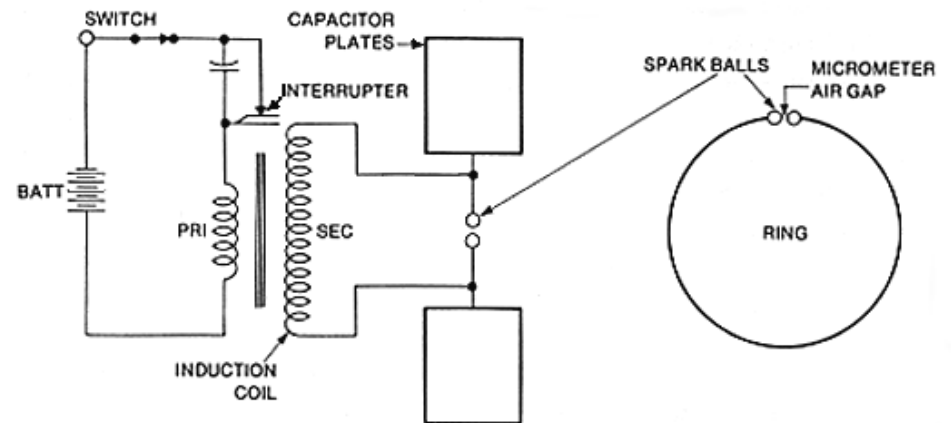 SWITCH
CAPACITOR
PLATES
SPARK BALLS
MICROMETER
AIR GAP
INTERRUPTER
BATT
PRI
SEC
RING
INDUCTION
COIL